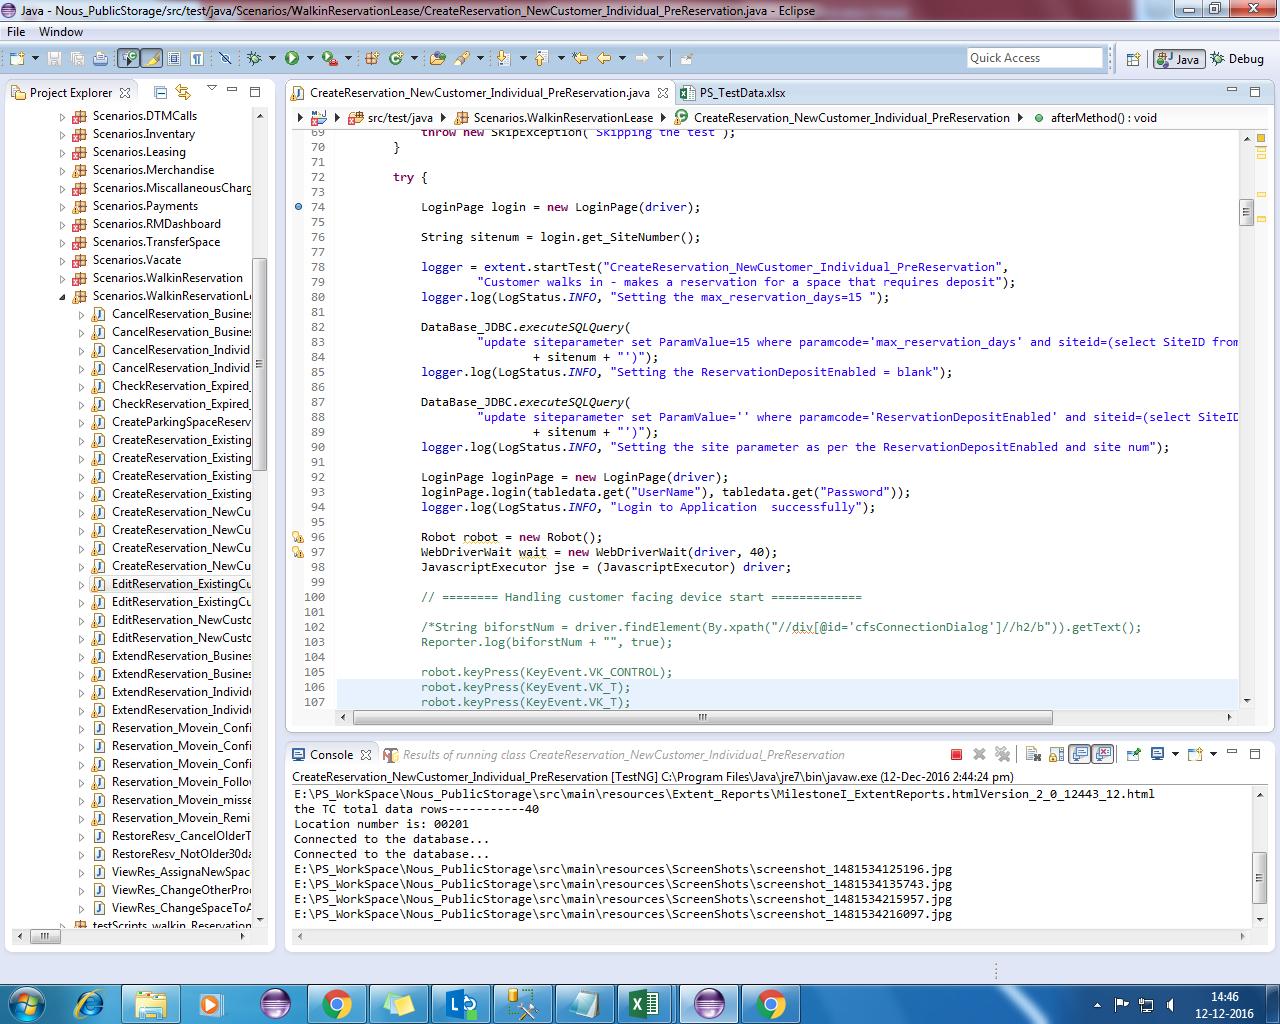 Java - Nous_PublicStorage/src/test/java/Scenarios/WalkinReservationLease/CreateReservation_NewCustomer_Individual_PreReservation.java - Eclipse
File Window
Quick Access
Java
Debug
Project Explorer
Scenarios.DTMCalls
Scenarios.Inventory
Scenarios.Leasing
Scenarios.Merchandise
Scenarios.MiscallaneousCharg
Scenarios.Payments
Scenarios.RMDashboard
Scenarios.TransferSpace
Scenarios.Vacate
Scenarios.WalkinReservation
Scenarios.WalkinReservationLe
CancelReservation_Busines
CancelReservation_Busines
CancelReservation_Individ
CancelReservation_Individ
CheckReservation_Expired_
CheckReservation_Expired_
CreateParkingSpaceReserv
CreateReservation_Existing
CreateReservation_Existing
CreateReservation_Existing
CreateReservation_Existing
CreateReservation_NewCu
CreateReservation_NewCu
CreateReservation_NewCu
CreateReservation_NewCu
EditReservation_ExistingCu
EditReservation_ExistingCu
EditReservation_NewCusto
EditReservation_NewCusto
ExtendReservation_Busines
ExtendReservation_Busines
ExtendReservation_Individu
ExtendReservation_Individu
Reservation_Movein_Confi
Reservation_Movein_Confi
Reservation_Movein_Confi
Reservation_Movein_Follov
Reservation_Movein_misse
Reservation_Movein_Remi
RestoreResv_CancelOlderT
RestoreResv_NotOlder30da
ViewRes_AssignaNewSpac
ViewRes_ChangeOtherProc
ViewRes_ChangeSpaceToA
testScripts_walkin_Reservation
CreateReservation_NewCustomer_Individual_PreReservation.java
PS_TestData.xlsx
src/test/java
Scenarios.WalkinReservationLease
CreateReservation_NewCustomer_Individual_PreReservation
afterMethod() : void
69 throw new SkipException("Skipping the test");
70 }
71
72 try {
73
74 LoginPage login = new LoginPage(driver);
75
76 String sitenum = login.get_SiteNumber();
77
78 logger = extent.startTest("CreateReservation_NewCustomer_Individual_PreReservation",
79 "Customer walks in - makes a reservation for a space that requires deposit");
80 logger.log(LogStatus.INFO, "Setting the max_reservation_days=15 ");
81
82 DataBase_JDBC.executeSQLQuery(
83 "update siteparameter set ParamValue=15 where paramcode='max_reservation_days' and siteid=(select SiteID from
84 + sitenum + "')");
85 logger.log(LogStatus.INFO, "Setting the ReservationDepositEnabled = blank");
86
87 DataBase_JDBC.executeSQLQuery(
88 "update siteparameter set ParamValue='' where paramcode='ReservationDepositEnabled' and siteid=(select SiteID
89 + sitenum + "')");
90 logger.log(LogStatus.INFO, "Setting the site parameter as per the ReservationDepositEnabled and site num");
91
92 LoginPage loginPage = new LoginPage(driver);
93 loginPage.login(tabledata.get("UserName"), tabledata.get("Password"));
94 logger.log(LogStatus.INFO, "Login to Application  successfully");
95
96 Robot robot = new Robot();
97 WebDriverWait wait = new WebDriverWait(driver, 40);
98 JavascriptExecutor jse = (JavascriptExecutor) driver;
99
100 // ======== Handling customer facing device start =============
101
102 /*String biforstNum = driver.findElement(By.xpath("//div[@id='cfsConnectionDialog']//h2/b")).getText();
103 Reporter.log(biforstNum + "", true);
104
105 robot.keyPress(KeyEvent.VK_CONTROL);
106 robot.keyPress(KeyEvent.VK_T);
107 robot.keyPress(KeyEvent.VK_T);
Console
Results of running class CreateReservation_NewCustomer_Individual_PreReservation
CreateReservation_NewCustomer_Individual_PreReservation [TestNG] C:\Program Files\Java\jre7\bin\javaw.exe (12-Dec-2016 2:44:24 pm)
E:\PS_WorkSpace\Nous_PublicStorage\src\main\resources\Extent_Reports\MilestoneI_ExtentReports.htmlVersion_2_0_12443_12.html
the TC total data rows-----------40
Location number is: 00201
Connected to the database...
Connected to the database...
E:\PS_WorkSpace\Nous_PublicStorage\src\main\resources\ScreenShots\screenshot_1481534125196.jpg
E:\PS_WorkSpace\Nous_PublicStorage\src\main\resources\ScreenShots\screenshot_1481534135743.jpg
E:\PS_WorkSpace\Nous_PublicStorage\src\main\resources\ScreenShots\screenshot_1481534215957.jpg
E:\PS_WorkSpace\Nous_PublicStorage\src\main\resources\ScreenShots\screenshot_1481534216097.jpg
14:46
12-12-2016